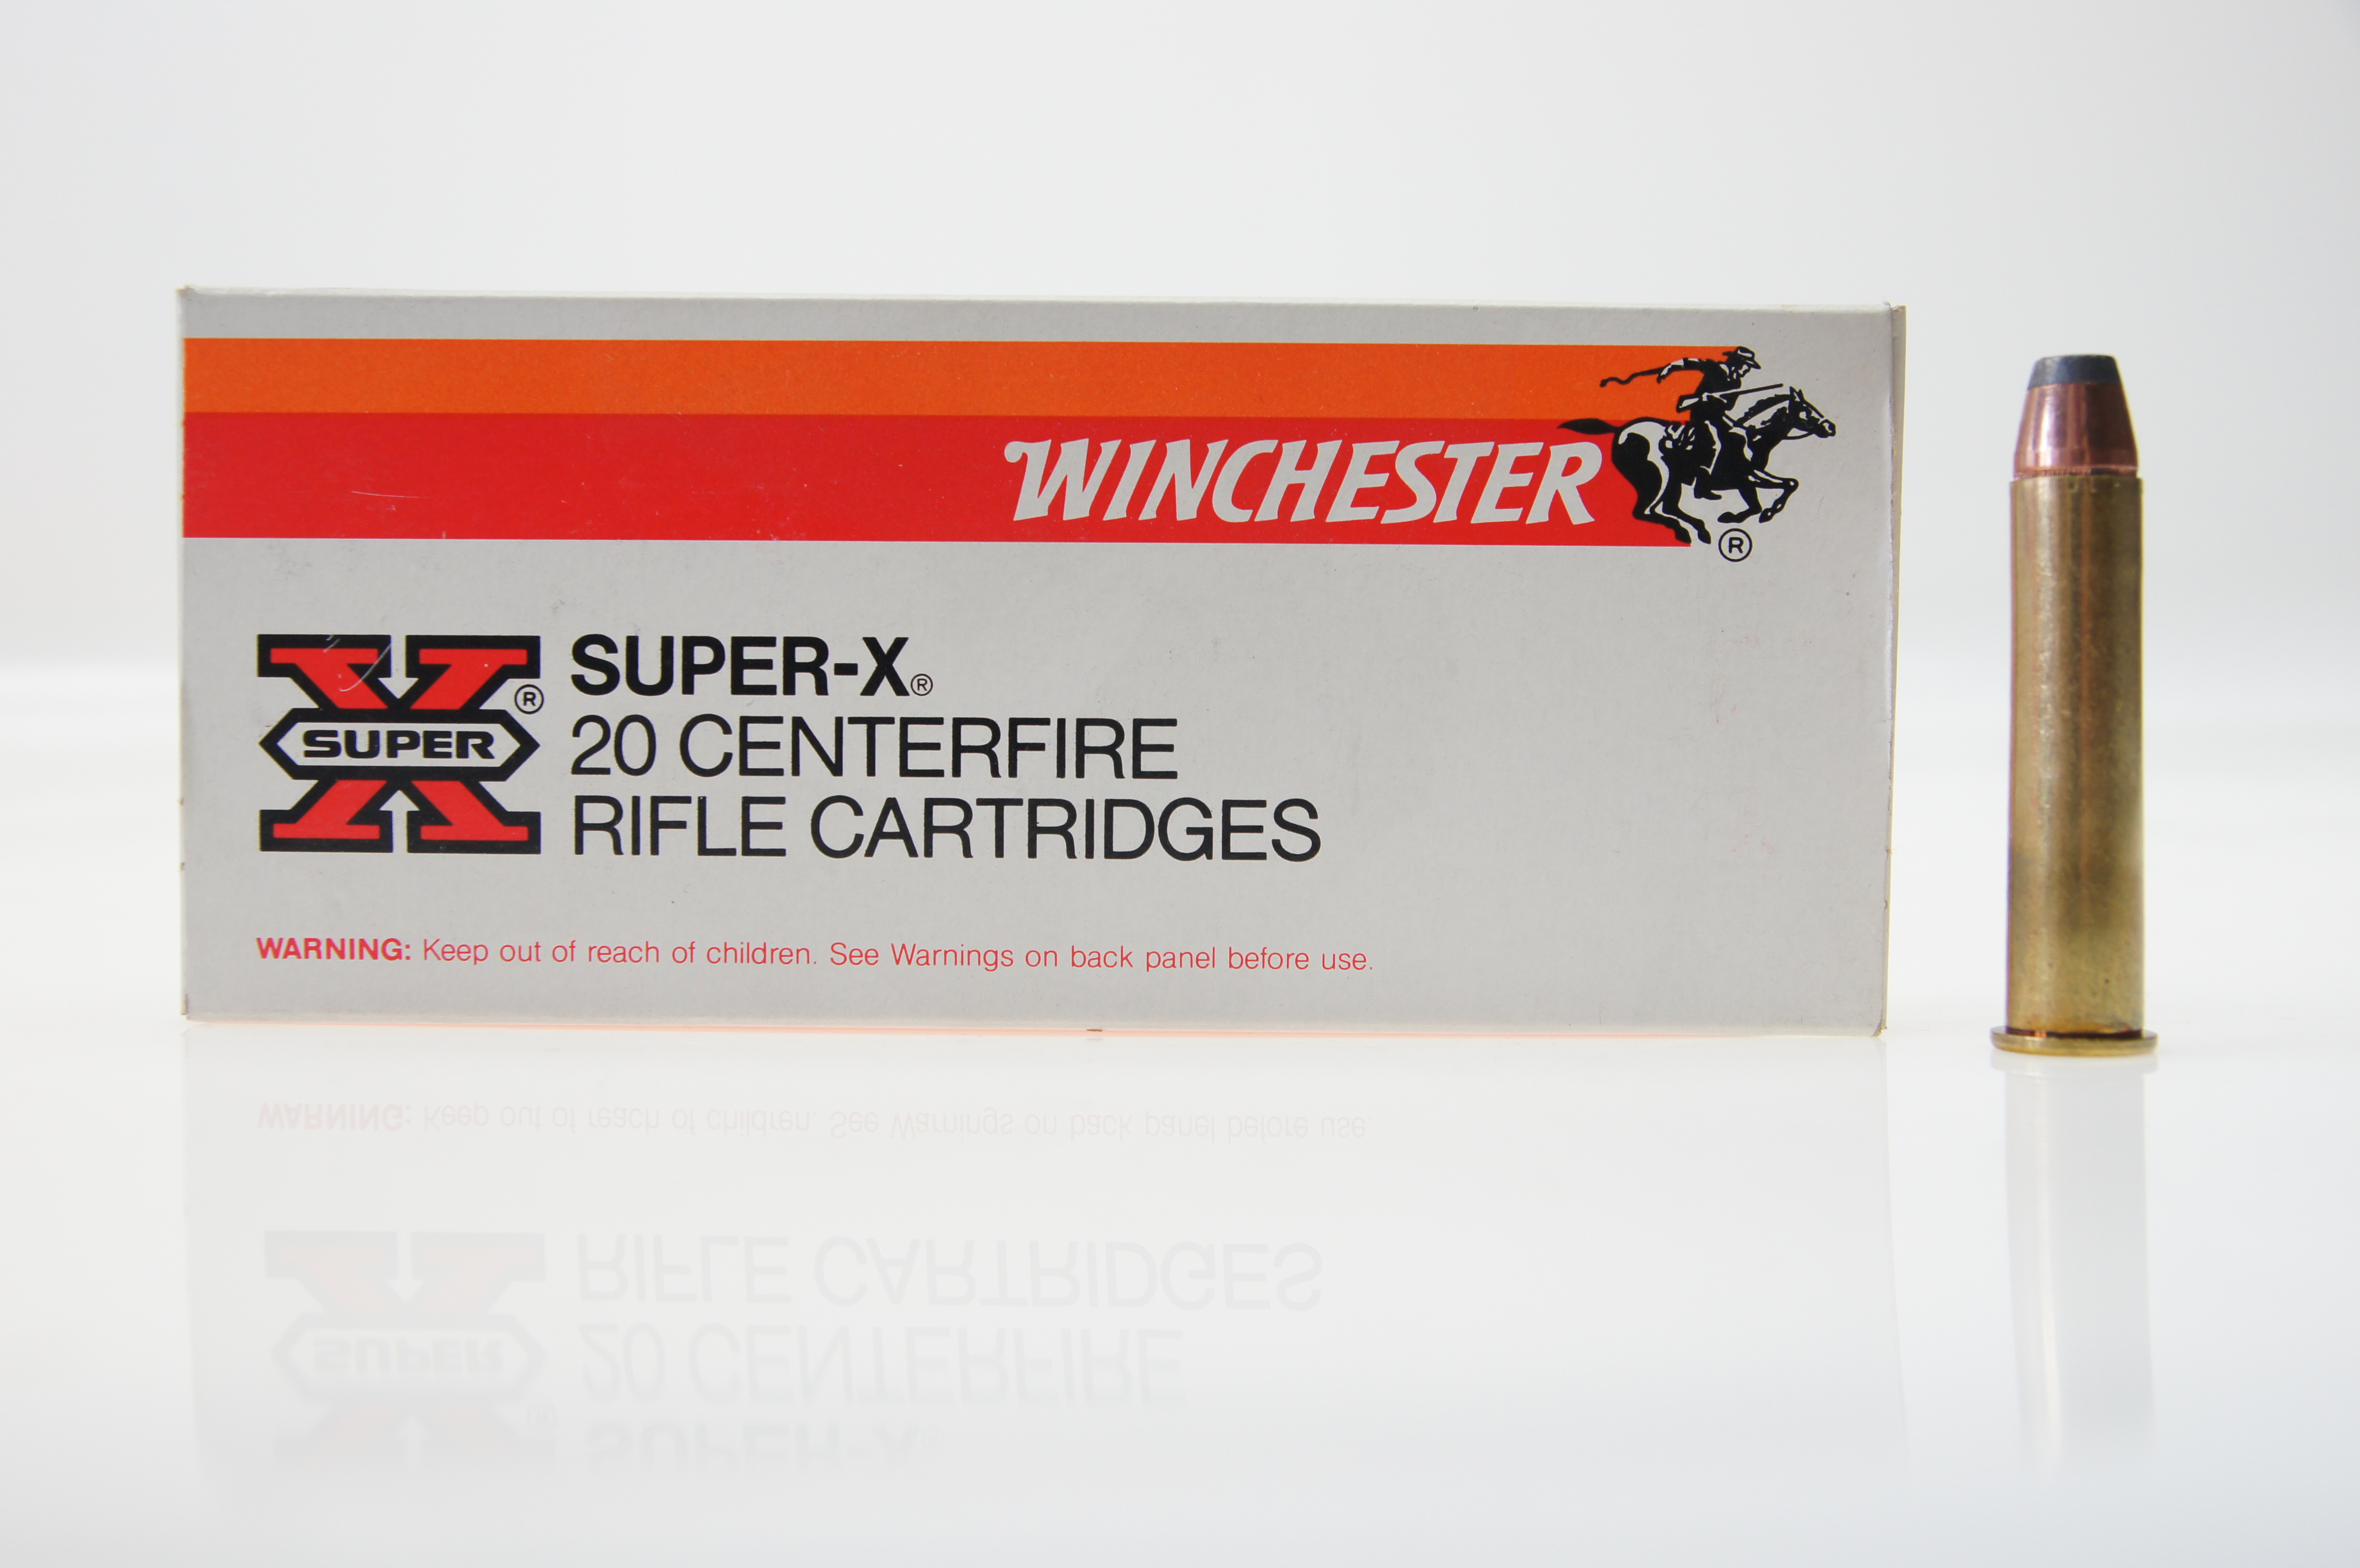 WINCHESTER
®
SUPER
®
SUPER-X®
20 CENTERFIRE
RIFLE CARTRIDGES
WARNING: Keep out of reach of children. See Warnings on back panel before use.